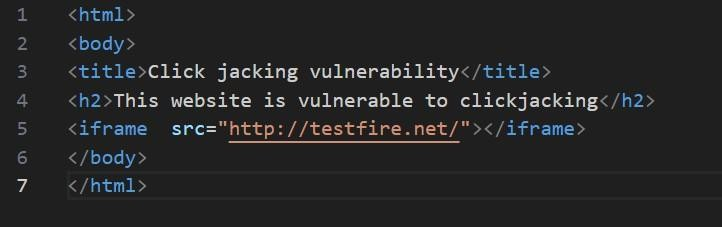 1 <html>
2 <body>
3 <title>Click jacking vulnerability</title>
4 <h2>This website is vulnerable to clickjacking</h2>
5 <iframe  src="http://testfire.net/"></iframe>
6 </body>
7 </html>